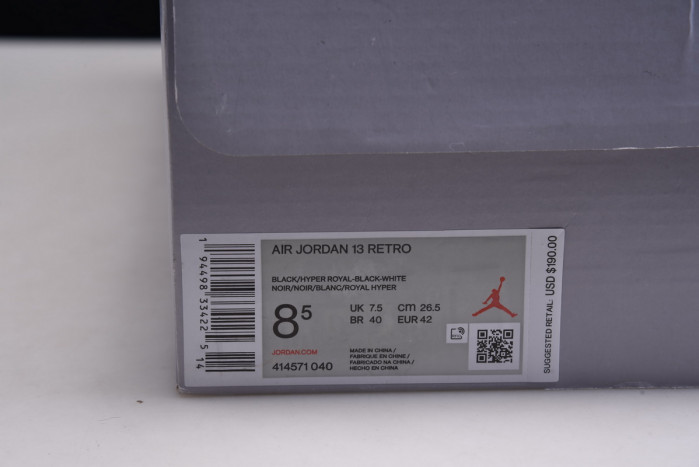 AIR JORDAN 13 RETRO
BLACK/HYPER ROYAL-BLACK-WHITE
NOIR/NOIR/BLANC/ROYAL HYPER
8 5
UK 7.5 cm 26.5
BR 40 EUR 42
JORDAN.COM
414571 040
MADE IN CHINA /
FABRIQUÉ EN CHINE /
FABRICADO NA CHINA /
HECHO EN CHINA
1 94498 33422 5 14
SUGGESTED RETAIL: USD $190.00